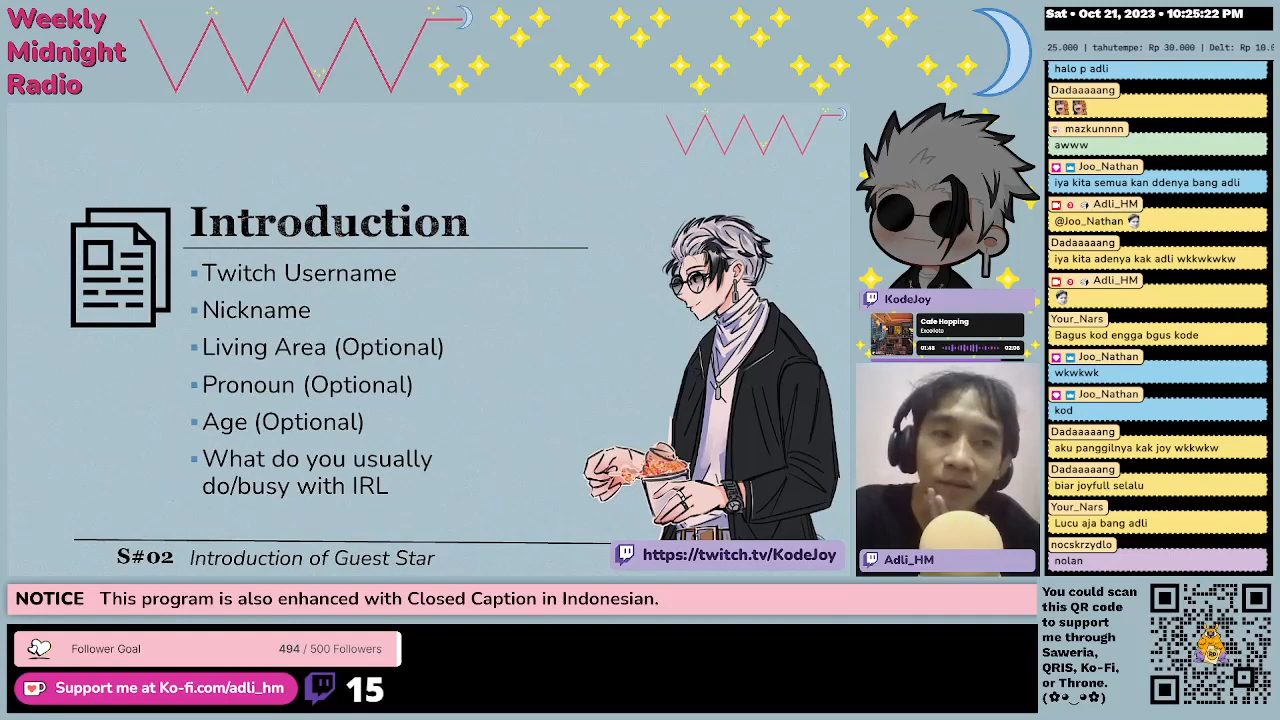 Weekly
Midnight
Radio
Sat • Oct 21, 2023 • 10:25:22 PM
25.000 | tahutempe: Rp 30.000 | Delt: Rp 10.0
Introduction
Twitch Username
Nickname
Living Area (Optional)
Pronoun (Optional)
Age (Optional)
What do you usually
do/busy with IRL
S#02 Introduction of Guest Star
https://twitch.tv/KodeJoy
KodeJoy
Cafe Hopping
Exceliota
01:48 02:06
Adli_HM
halo p adli
Dadaaaaang
mazkunnnn
awww
Joo_Nathan
iya kita semua kan ddenya bang adli
Adli_HM
@Joo_Nathan
Dadaaaaang
iya kita adenya kak adli wkkwkwkw
Adli_HM
Your_Nars
Bagus kod engga bgus kode
Joo_Nathan
wkwkwk
Joo_Nathan
kod
Dadaaaaang
aku panggilnya kak joy wkkwkw
Dadaaaaang
biar joyfull selalu
Your_Nars
Lucu aja bang adli
nocskrzydlo
nolan
NOTICE This program is also enhanced with Closed Caption in Indonesian.
Follower Goal 494 / 500 Followers
Support me at Ko-fi.com/adli_hm
15
You could scan
this QR code
to support
me through
Saweria,
QRIS, Ko-Fi,
or Throne.
(✿◕‿◕✿)